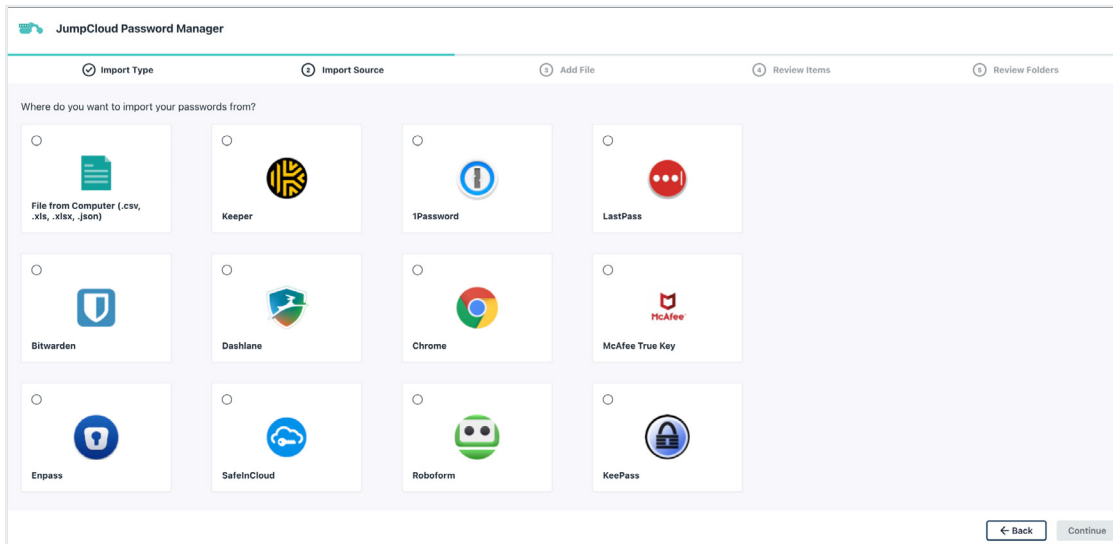 JumpCloud Password Manager
Import Type
2 Import Source
3 Add File
4 Review Items
5 Review Folders
Where do you want to import your passwords from?
File from Computer (.csv,
.xls, .xlsx, .json)
Keeper
1Password
LastPass
Bitwarden
Dashlane
Chrome
McAfee™
McAfee True Key
Enpass
SafeInCloud
Roboform
KeePass
← Back
Continue